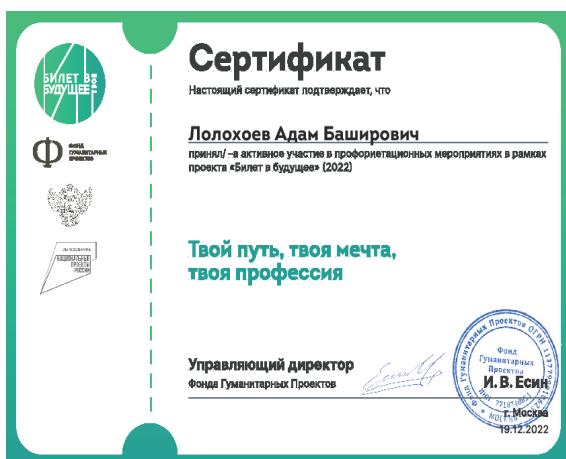 БИЛЕТ В
БУДУЩЕЕ
ТВОЁ
ФОНД
ГУМАНИТАРНЫХ
ПРОЕКТОВ
ОБРАЗОВАНИЕ
НАЦИОНАЛЬНЫЕ
ПРОЕКТЫ
РОССИИ
Сертификат
Настоящий сертификат подтверждает, что
Лолохоев Адам Баширович
принял/ –а активное участие в профориетационных мероприятиях в рамках
проекта «Билет в будущее» (2022)
Твой путь, твоя мечта,
твоя профессия
Управляющий директор
Фонда Гуманитарных Проектов
Фонд
Гуманитарных
Проектов
И. В. Есин
г. Москва
19.12.2022